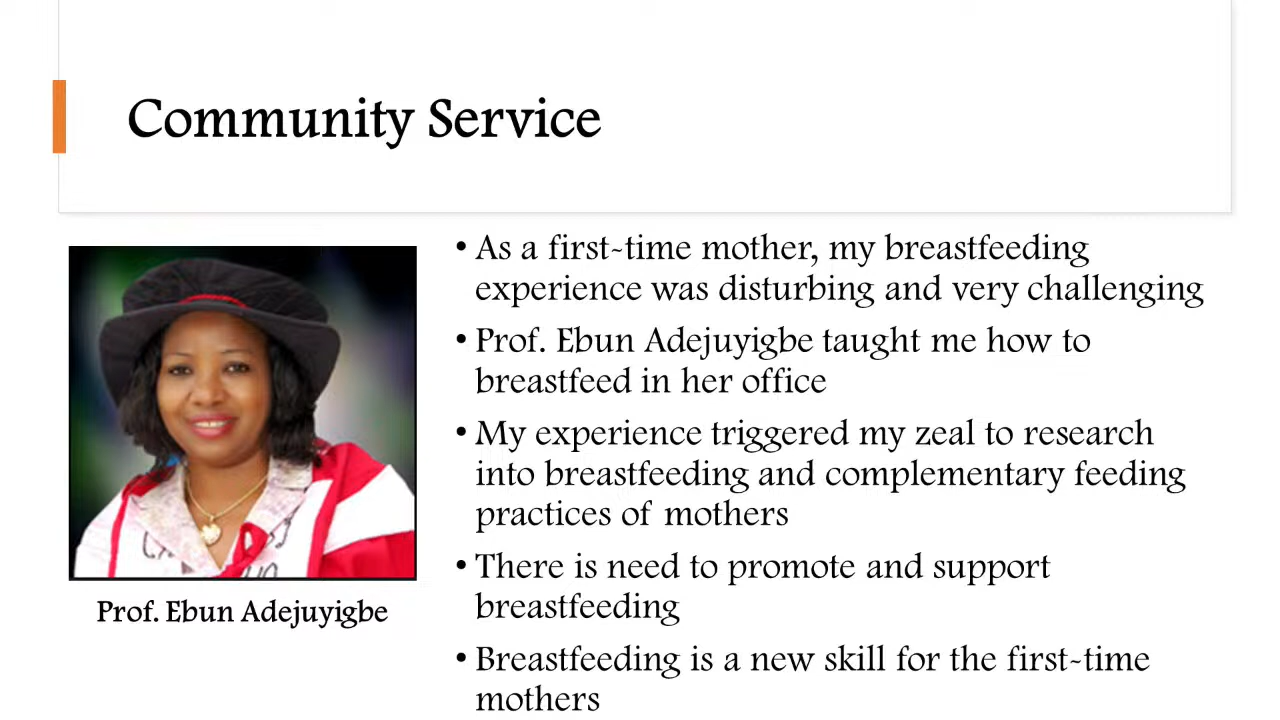 Community Service
• As a first-time mother, my breastfeeding
experience was disturbing and very challenging
• Prof. Ebun Adejuyigbe taught me how to
breastfeed in her office
• My experience triggered my zeal to research
into breastfeeding and complementary feeding
practices of mothers
• There is need to promote and support
breastfeeding
• Breastfeeding is a new skill for the first-time
mothers
Prof. Ebun Adejuyigbe